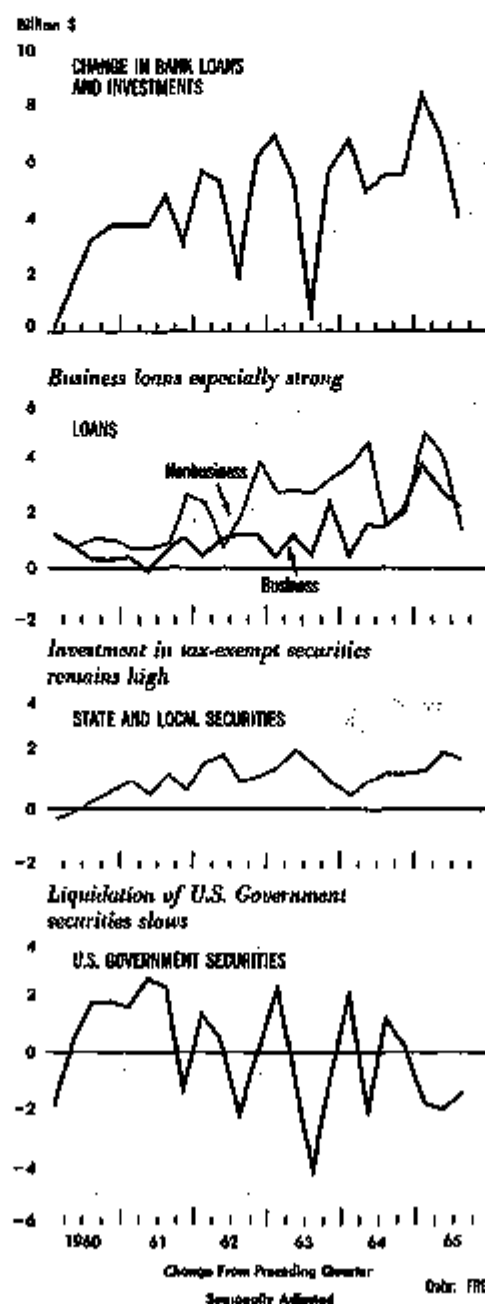 Billion $
10
CHANGE IN BANK LOANS
AND INVESTMENTS
8
6
4
2
0
Business loans especially strong
6
LOANS
4
Nonbusiness
2
0
Business
-2
Investment in tax-exempt securities
remains high
4
STATE AND LOCAL SECURITIES
2
0
-2
Liquidation of U.S. Government
securities slows
4
U.S. GOVERNMENT SECURITIES
2
0
-2
-4
-6
1960 61 62 63 64 65
Change From Preceding Quarter
Seasonally Adjusted
Data: FRB